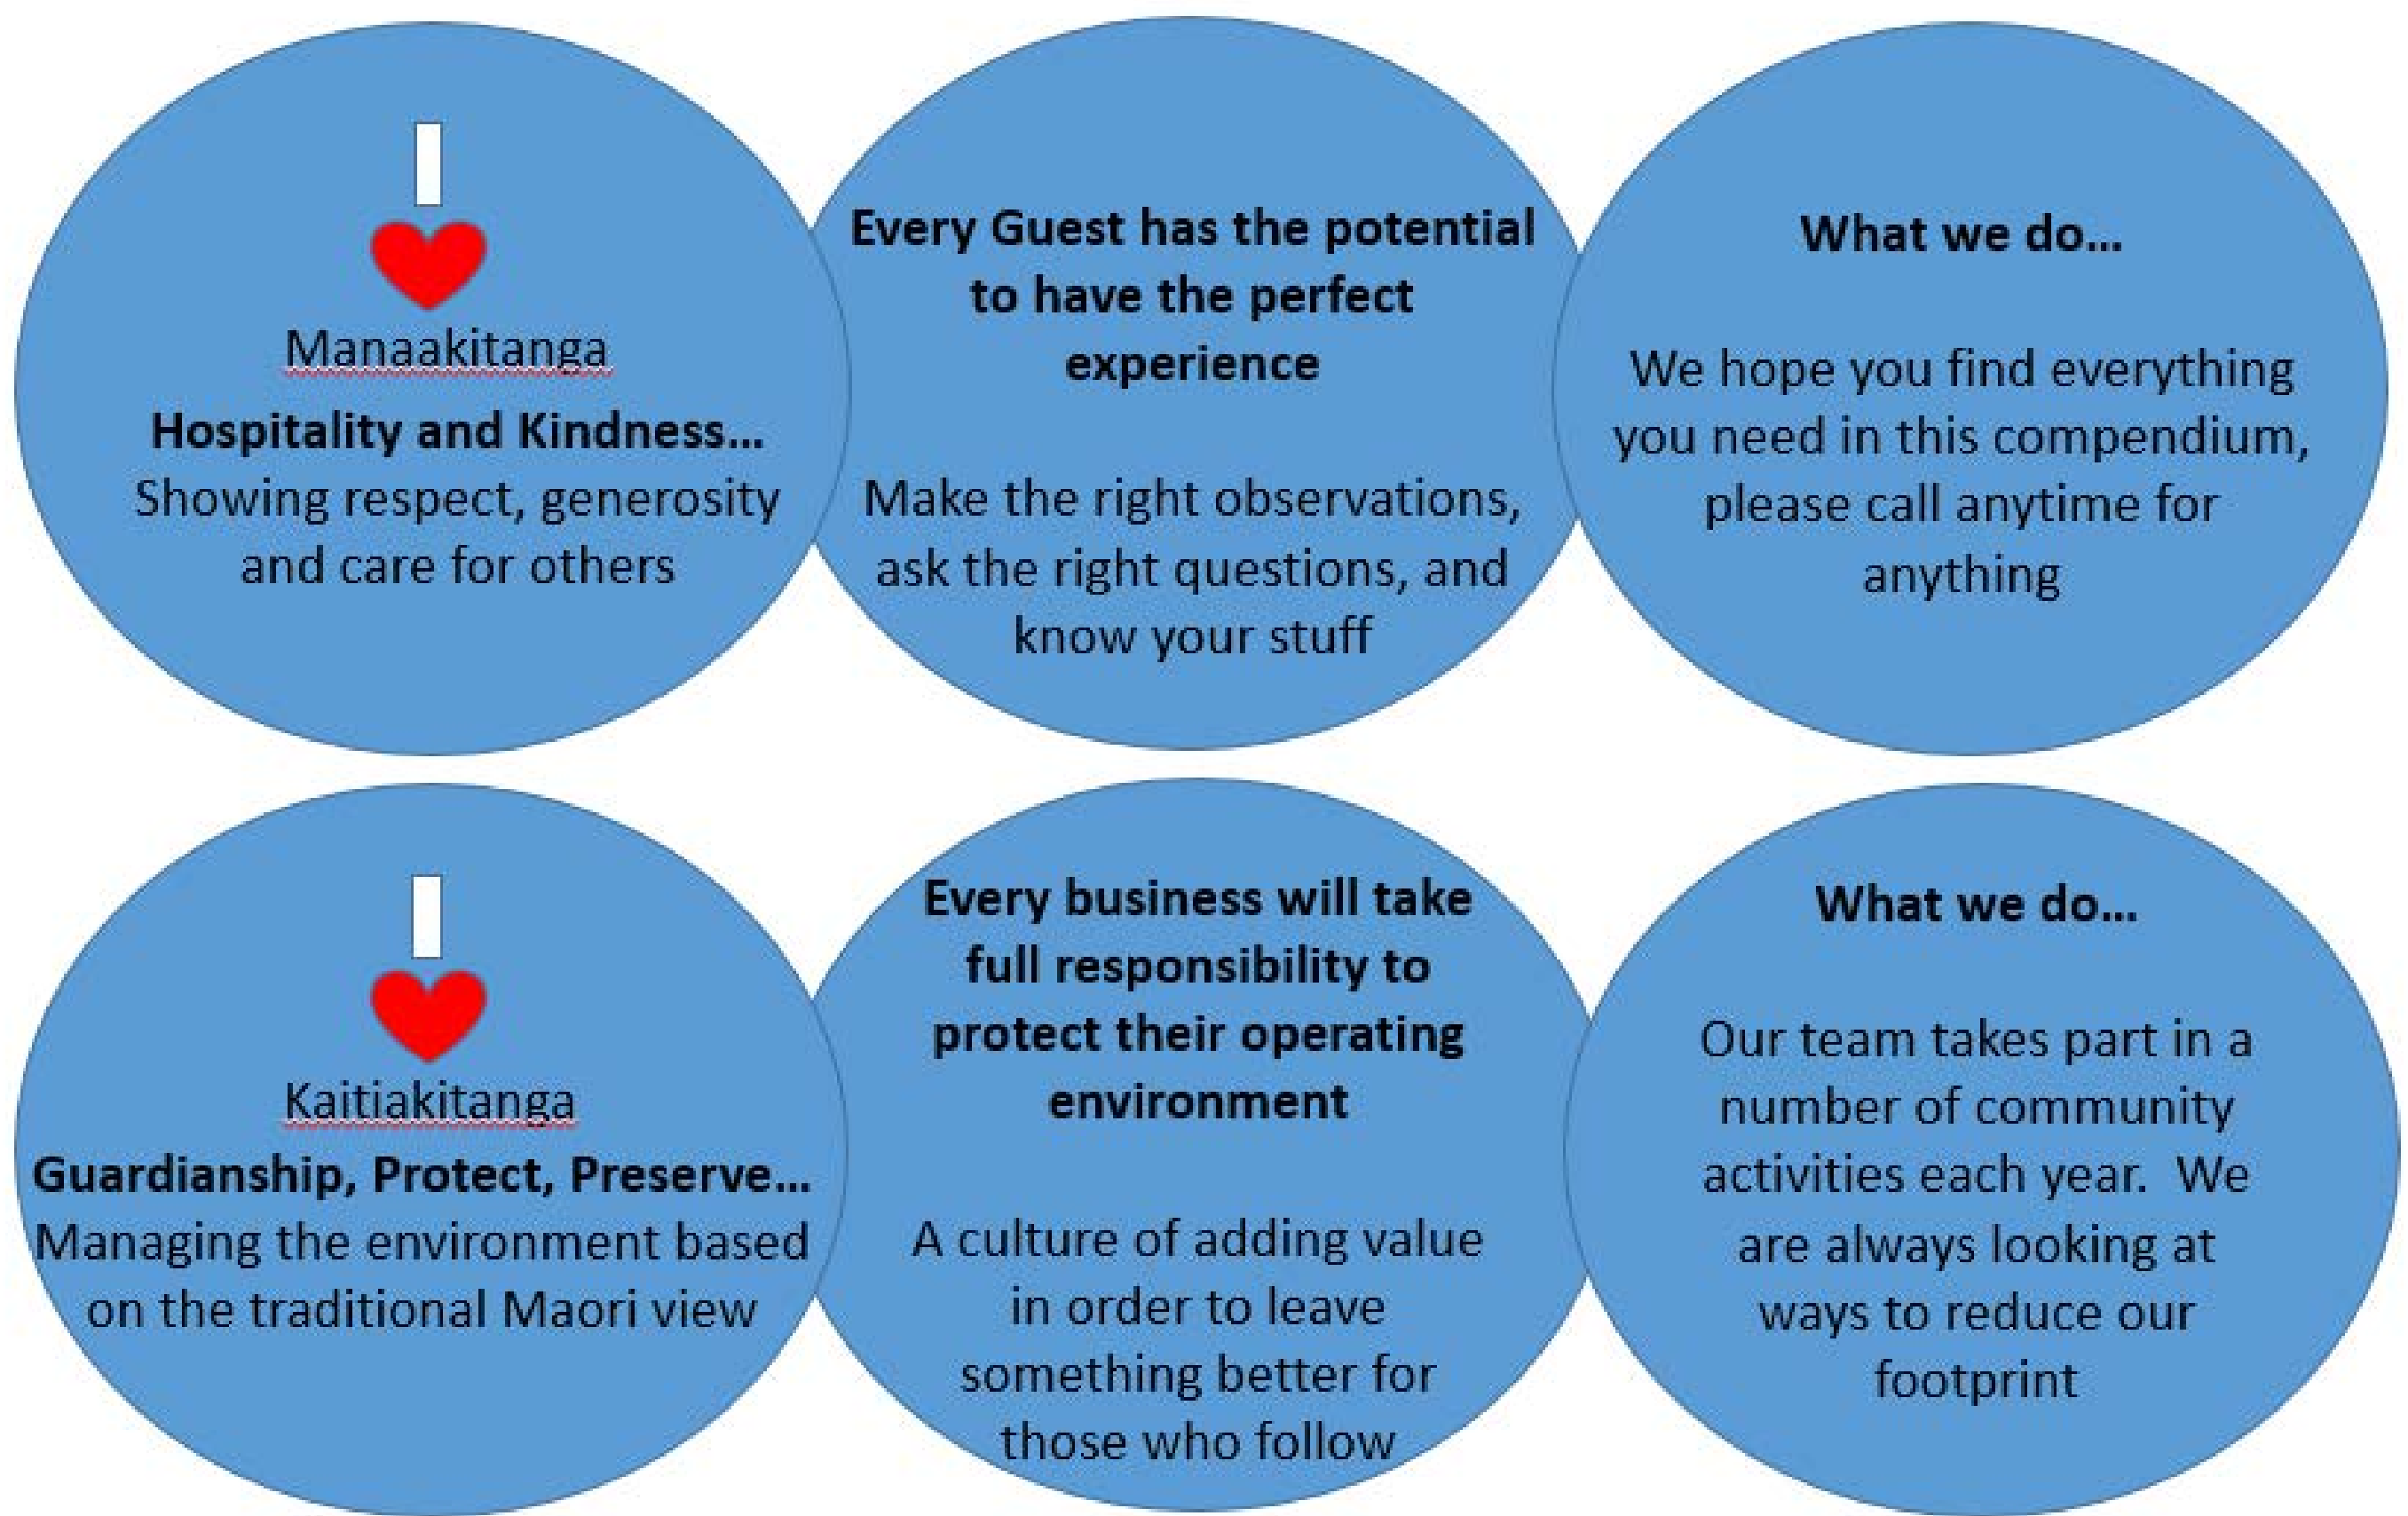 I
Manaakitanga
Hospitality and Kindness...
Showing respect, generosity
and care for others
Every Guest has the potential
to have the perfect
experience
Make the right observations,
ask the right questions, and
know your stuff
What we do...
We hope you find everything
you need in this compendium,
please call anytime for
anything
I
Kaitiakitanga
Guardianship, Protect, Preserve...
Managing the environment based
on the traditional Maori view
Every business will take
full responsibility to
protect their operating
environment
A culture of adding value
in order to leave
something better for
those who follow
What we do...
Our team takes part in a
number of community
activities each year.  We
are always looking at
ways to reduce our
footprint